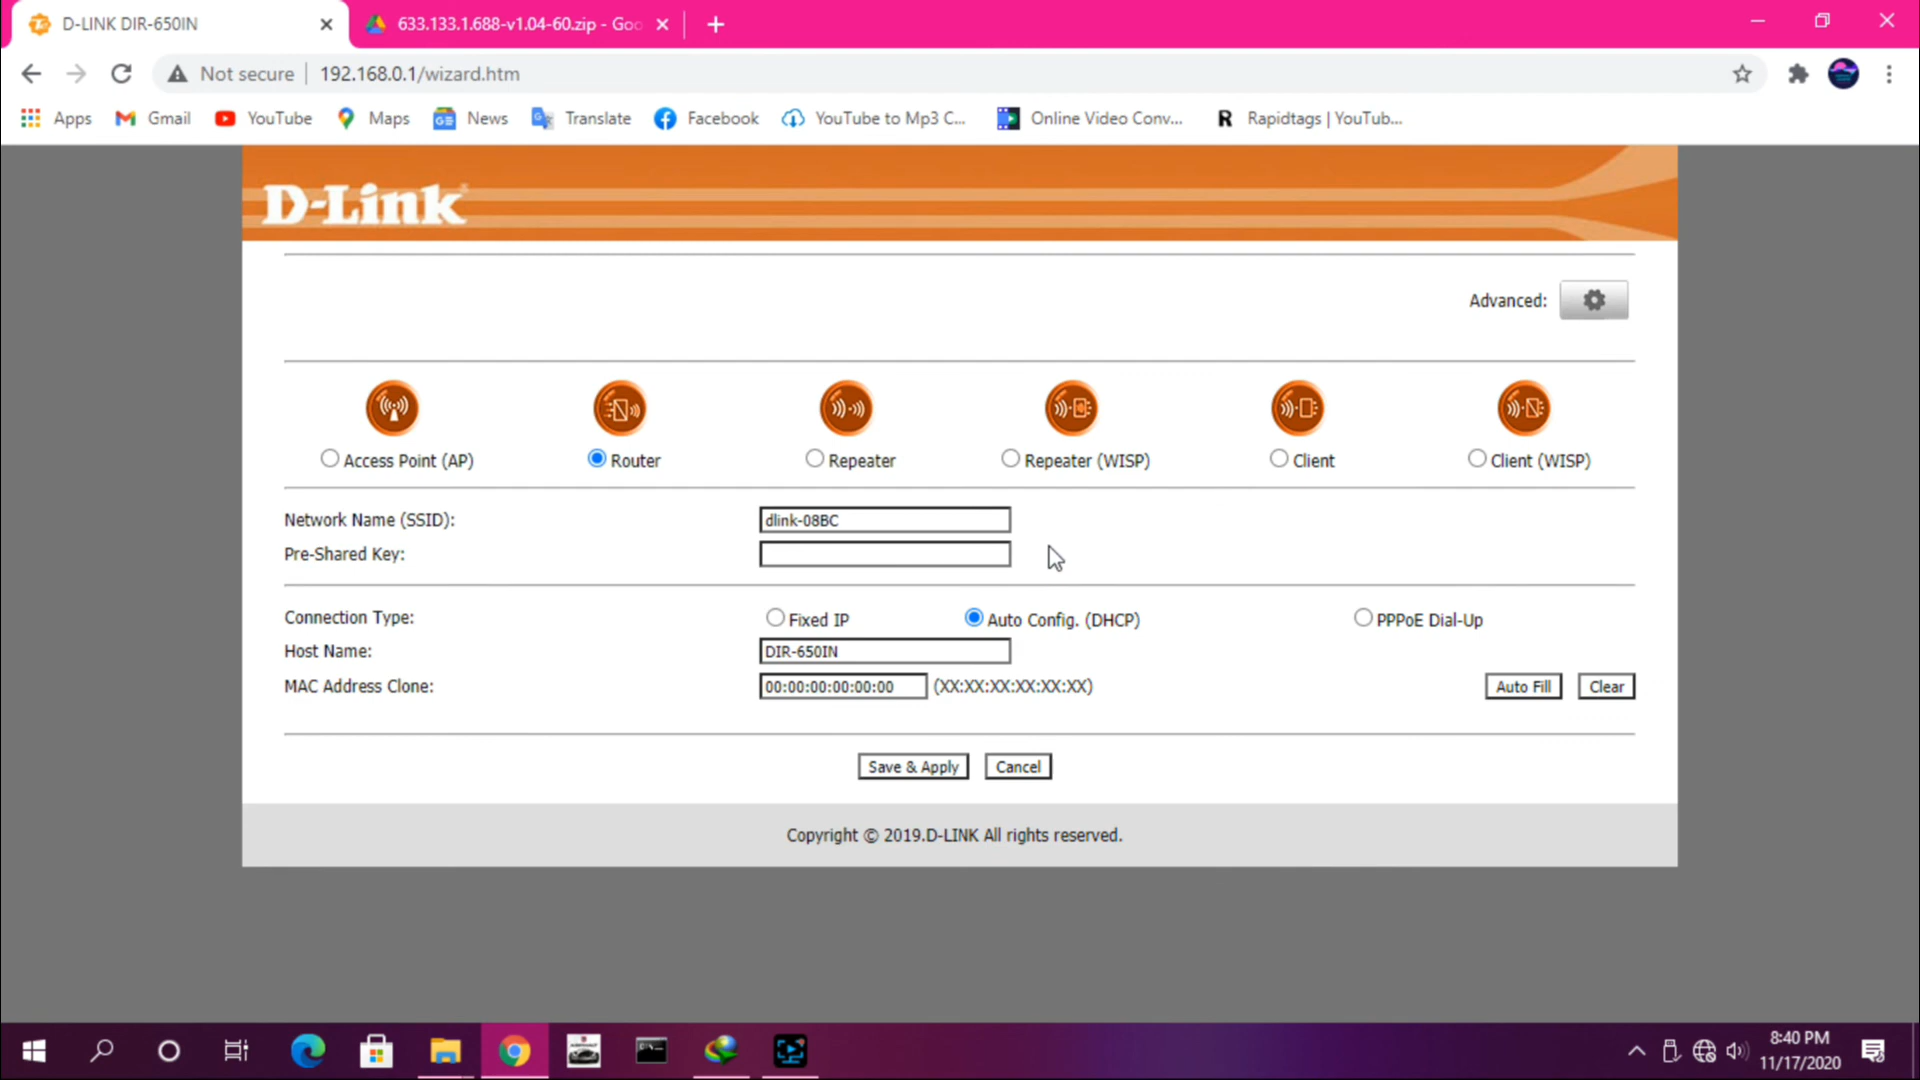 D-LINK DIR-650IN
633.133.1.688-v1.04-60.zip - Goo
Not secure
192.168.0.1/wizard.htm
Apps
Gmail
YouTube
Maps
News
Translate
Facebook
YouTube to Mp3 C...
Online Video Conv...
R Rapidtags | YouTub...
D-Link
Advanced:
Access Point (AP)
Router
Repeater
Repeater (WISP)
Client
Client (WISP)
Network Name (SSID): dlink-08BC
Pre-Shared Key:
Connection Type: Fixed IP Auto Config. (DHCP) PPPoE Dial-Up
Host Name: DIR-650IN
MAC Address Clone: 00:00:00:00:00:00 (XX:XX:XX:XX:XX:XX) Auto Fill Clear
Save & Apply Cancel
Copyright © 2019.D-LINK All rights reserved.
8:40 PM
11/17/2020